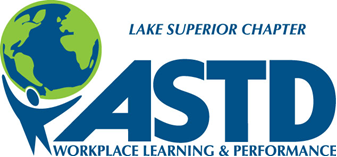 LAKE SUPERIOR CHAPTER
ASTD
WORKPLACE LEARNING & PERFORMANCE